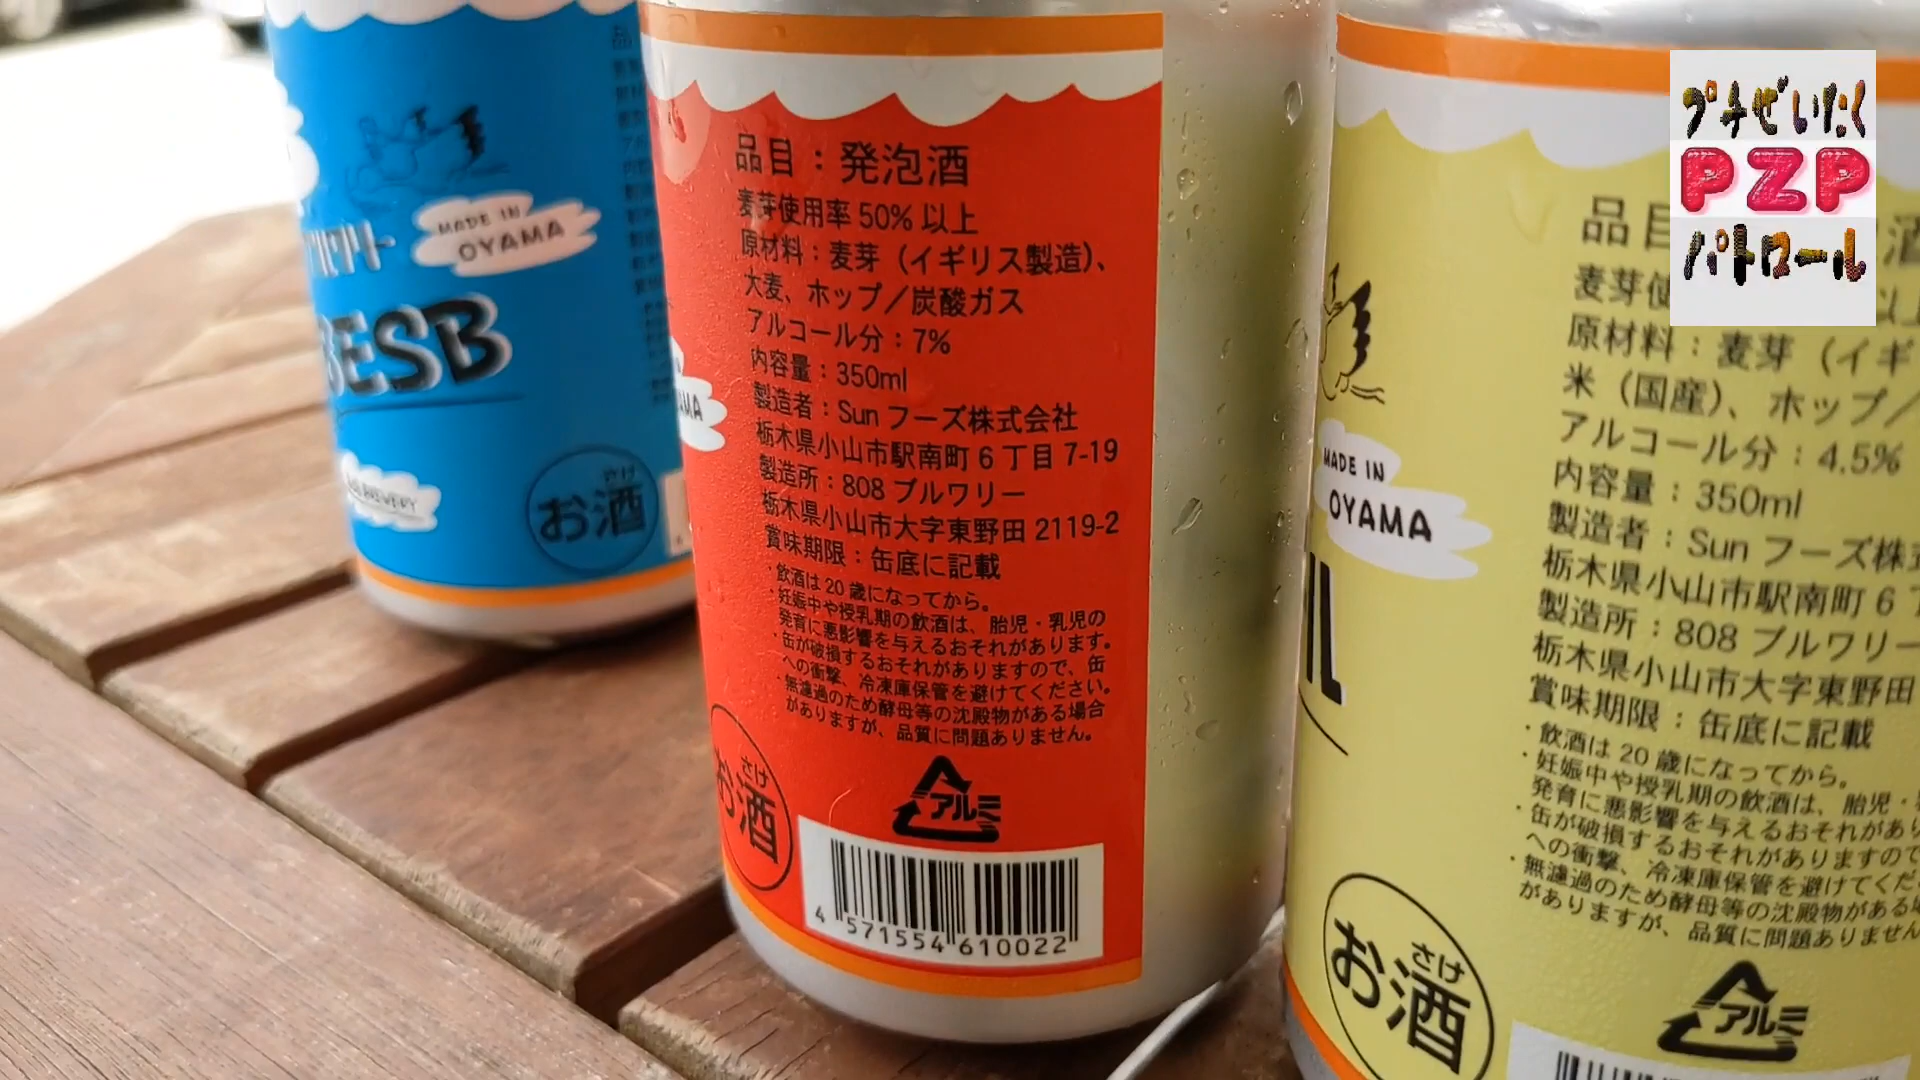 MADE IN
OYAMA
ESB
さけ
お酒
品目：発泡酒
麦芽使用率 50% 以上
原材料：麦芽（イギリス製造）、
大麦、ホップ／炭酸ガス
アルコール分：7%
内容量：350ml
製造者：Sun フーズ株式会社
栃木県小山市駅南町 6 丁目 7-19
製造所：808 ブルワリー
栃木県小山市大字東野田 2119-2
賞味期限：缶底に記載
・飲酒は 20 歳になってから。
・妊娠中や授乳期の飲酒は、胎児・乳児の
発育に悪影響を与えるおそれがあります。
・缶が破損するおそれがありますので、缶
への衝撃、冷凍庫保管を避けてください。
・無濾過のため酵母等の沈殿物がある場合
がありますが、品質に問題ありません。
さけ
お酒
アルミ
4 571554 610022
MADE IN
OYAMA
品目
酒
麦芽使
以上
原材料：麦芽（イギ
米（国産）、ホップ／
アルコール分：4.5%
内容量：350ml
製造者：Sun フーズ株式
栃木県小山市駅南町 6
製造所：808 ブルワリー
栃木県小山市大字東野田
賞味期限：缶底に記載
・飲酒は 20 歳になってから。
・妊娠中や授乳期の飲酒は、胎児・
発育に悪影響を与えるおそれがあり
・缶が破損するおそれがありますので
への衝撃、冷凍庫保管を避けてくだ
・無濾過のため酵母等の沈殿物がある場
がありますが、品質に問題ありません
さけ
お酒
アルミ
プチぜいたく
PZP
パトロール